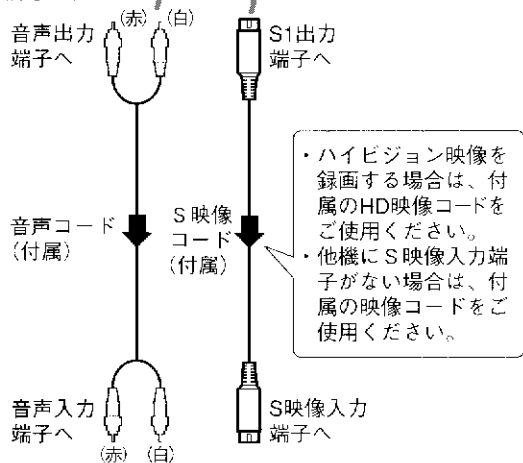 (赤) (白)
音声出力
端子へ
S1出力
端子へ
音声コード
(付属)
S映像
コード
(付属)
・ハイビジョン映像を
録画する場合は、付
属のHD映像コードを
ご使用ください。
・他機にS映像入力端
子がない場合は、付
属の映像コードをご
使用ください。
音声入力
端子へ
(赤) (白)
S映像入力
端子へ